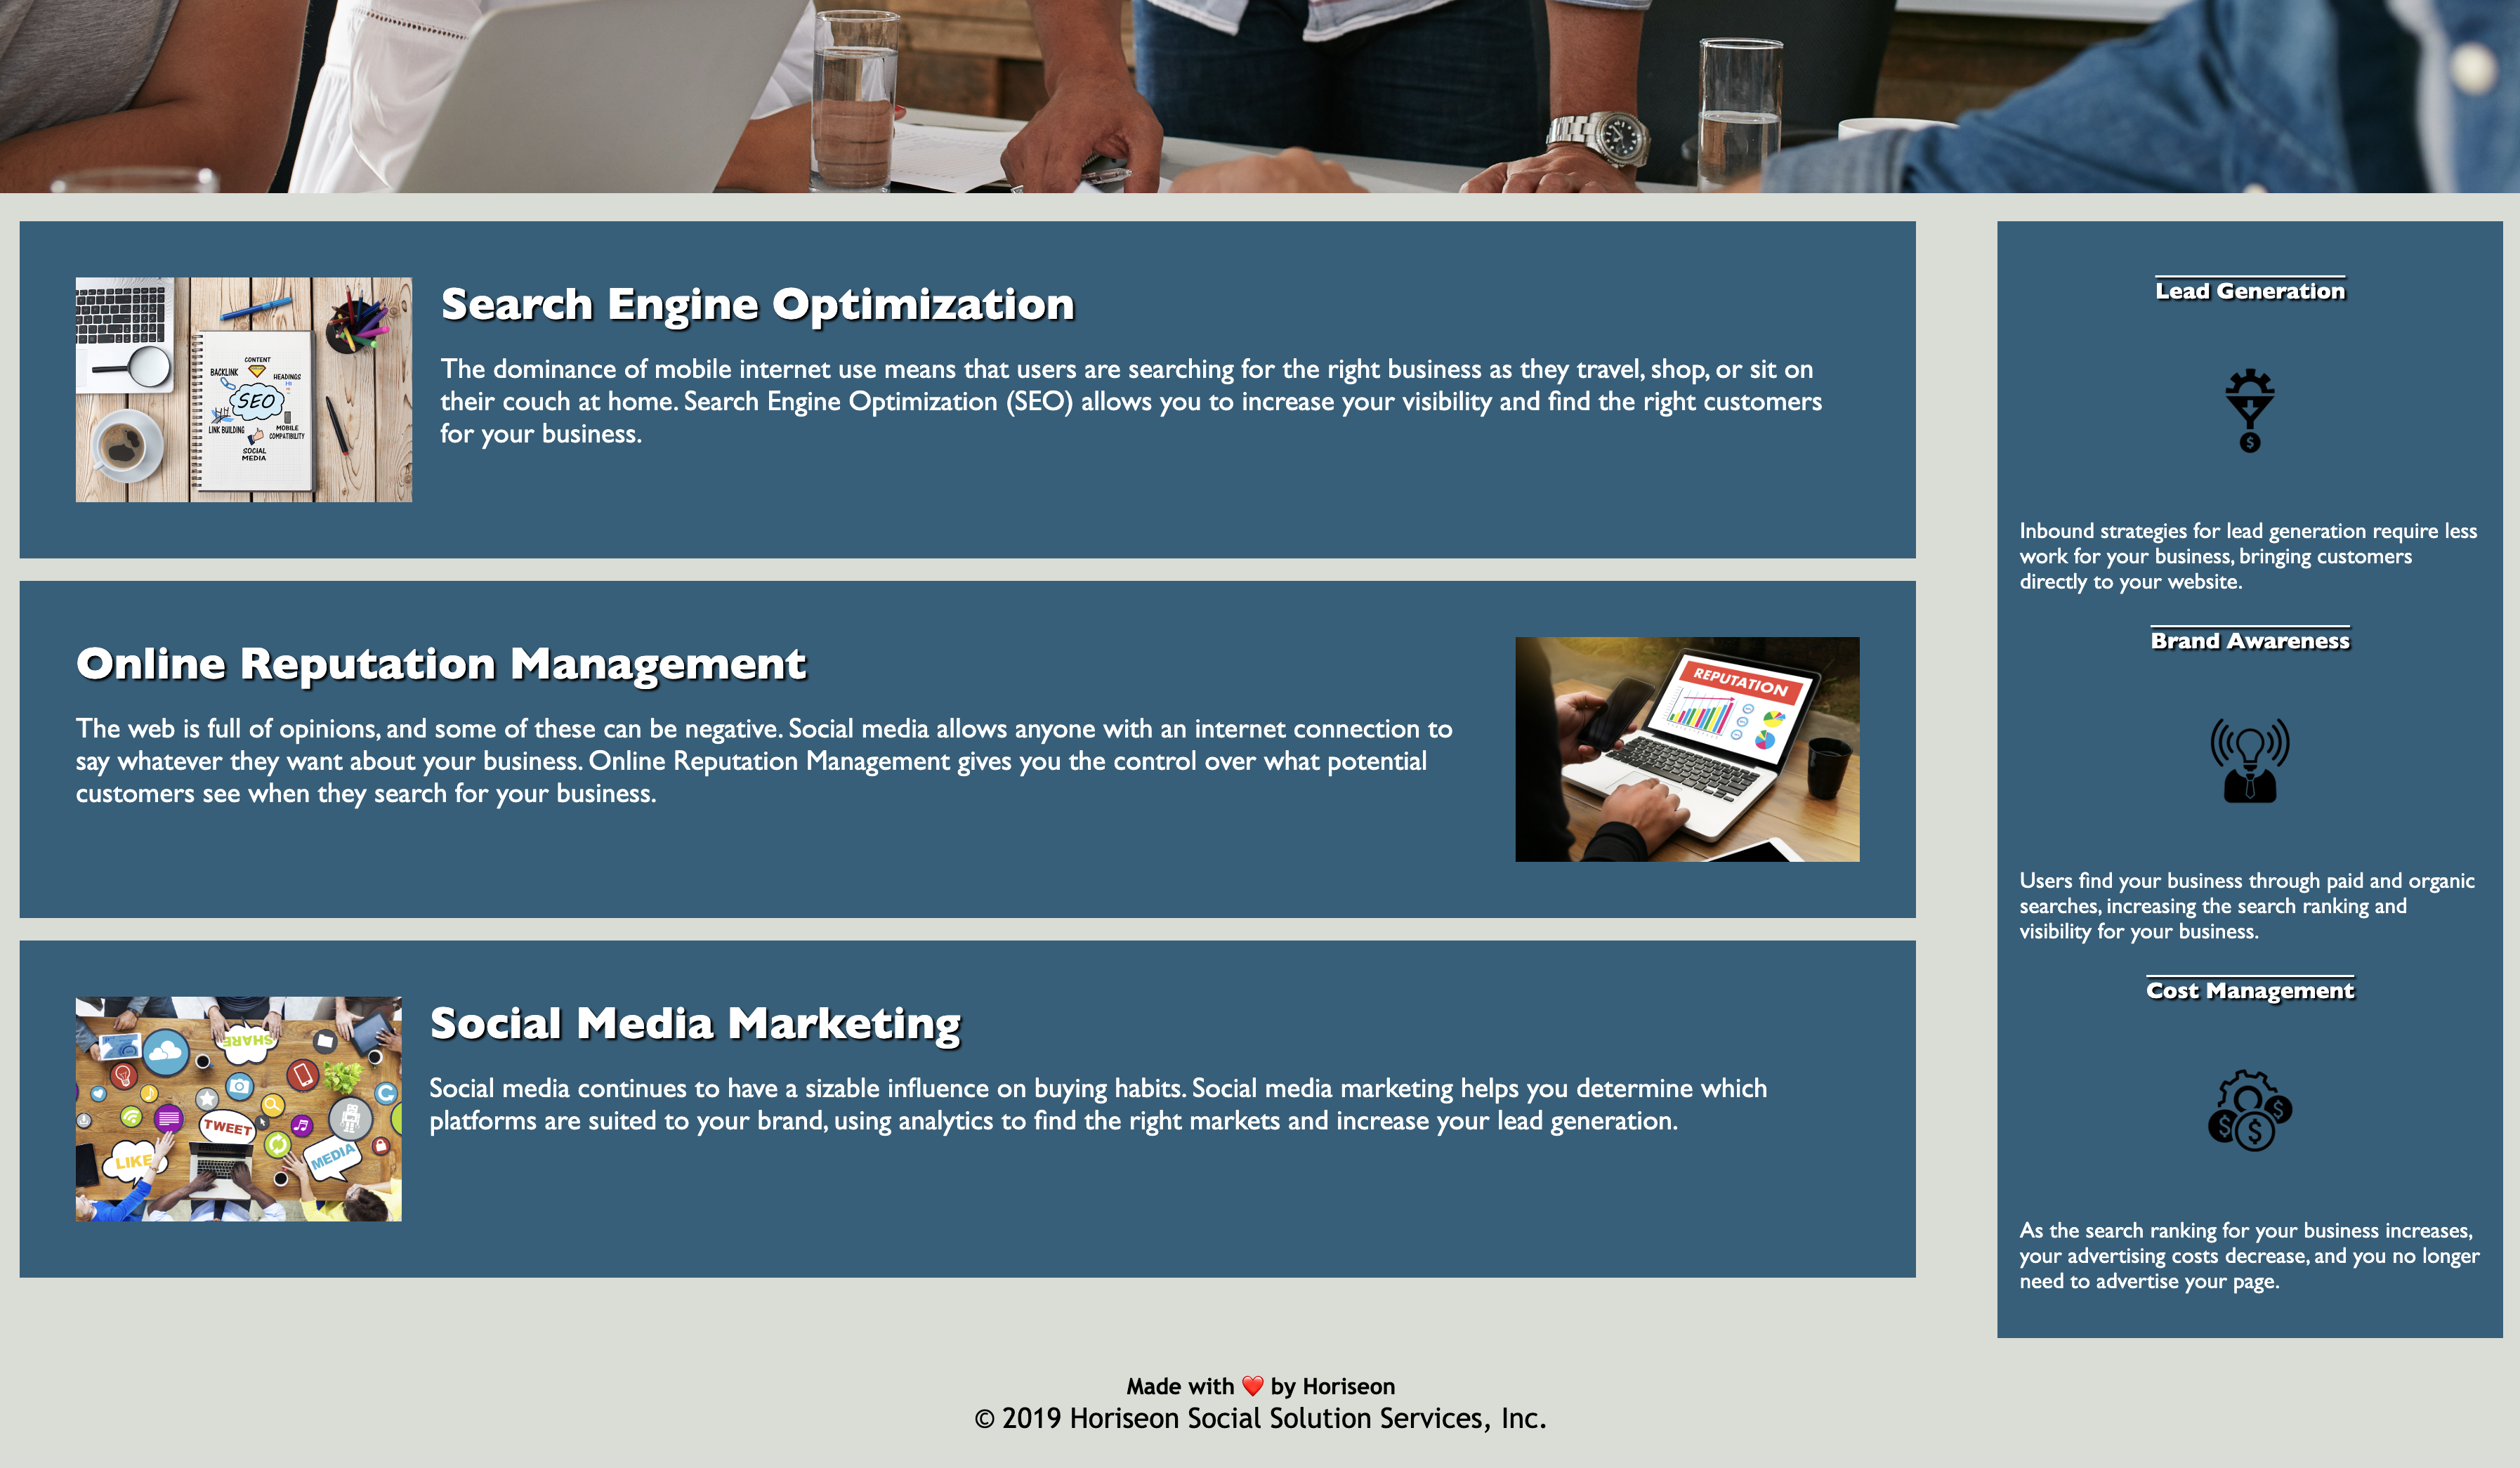 Search Engine Optimization
The dominance of mobile internet use means that users are searching for the right business as they travel, shop, or sit on
their couch at home. Search Engine Optimization (SEO) allows you to increase your visibility and find the right customers
for your business.
CONTENT
BACKLINK
HEADINGS
SEO
LINK BUILDING
MOBILE
COMPATIBILITY
SOCIAL
MEDIA
Online Reputation Management
The web is full of opinions, and some of these can be negative. Social media allows anyone with an internet connection to
say whatever they want about your business. Online Reputation Management gives you the control over what potential
customers see when they search for your business.
REPUTATION
Social Media Marketing
Social media continues to have a sizable influence on buying habits. Social media marketing helps you determine which
platforms are suited to your brand, using analytics to find the right markets and increase your lead generation.
SHARE
TWEET
LIKE
MEDIA
Lead Generation
$
Inbound strategies for lead generation require less
work for your business, bringing customers
directly to your website.
Brand Awareness
Users find your business through paid and organic
searches, increasing the search ranking and
visibility for your business.
Cost Management
$ $ $
As the search ranking for your business increases,
your advertising costs decrease, and you no longer
need to advertise your page.
Made with ❤️ by Horiseon
© 2019 Horiseon Social Solution Services, Inc.